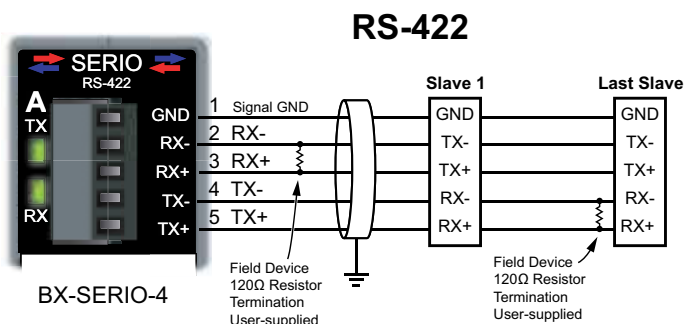 RS-422
SERIO
RS-422
A
TX
RX
GND
RX-
RX+
TX-
TX+
1 Signal GND
2 RX-
3 RX+
4 TX-
5 TX+
Slave 1
GND
TX-
TX+
RX-
RX+
Last Slave
GND
TX-
TX+
RX-
RX+
Field Device
120Ω Resistor
Termination
User-supplied
Field Device
120Ω Resistor
Termination
User-supplied
BX-SERIO-4